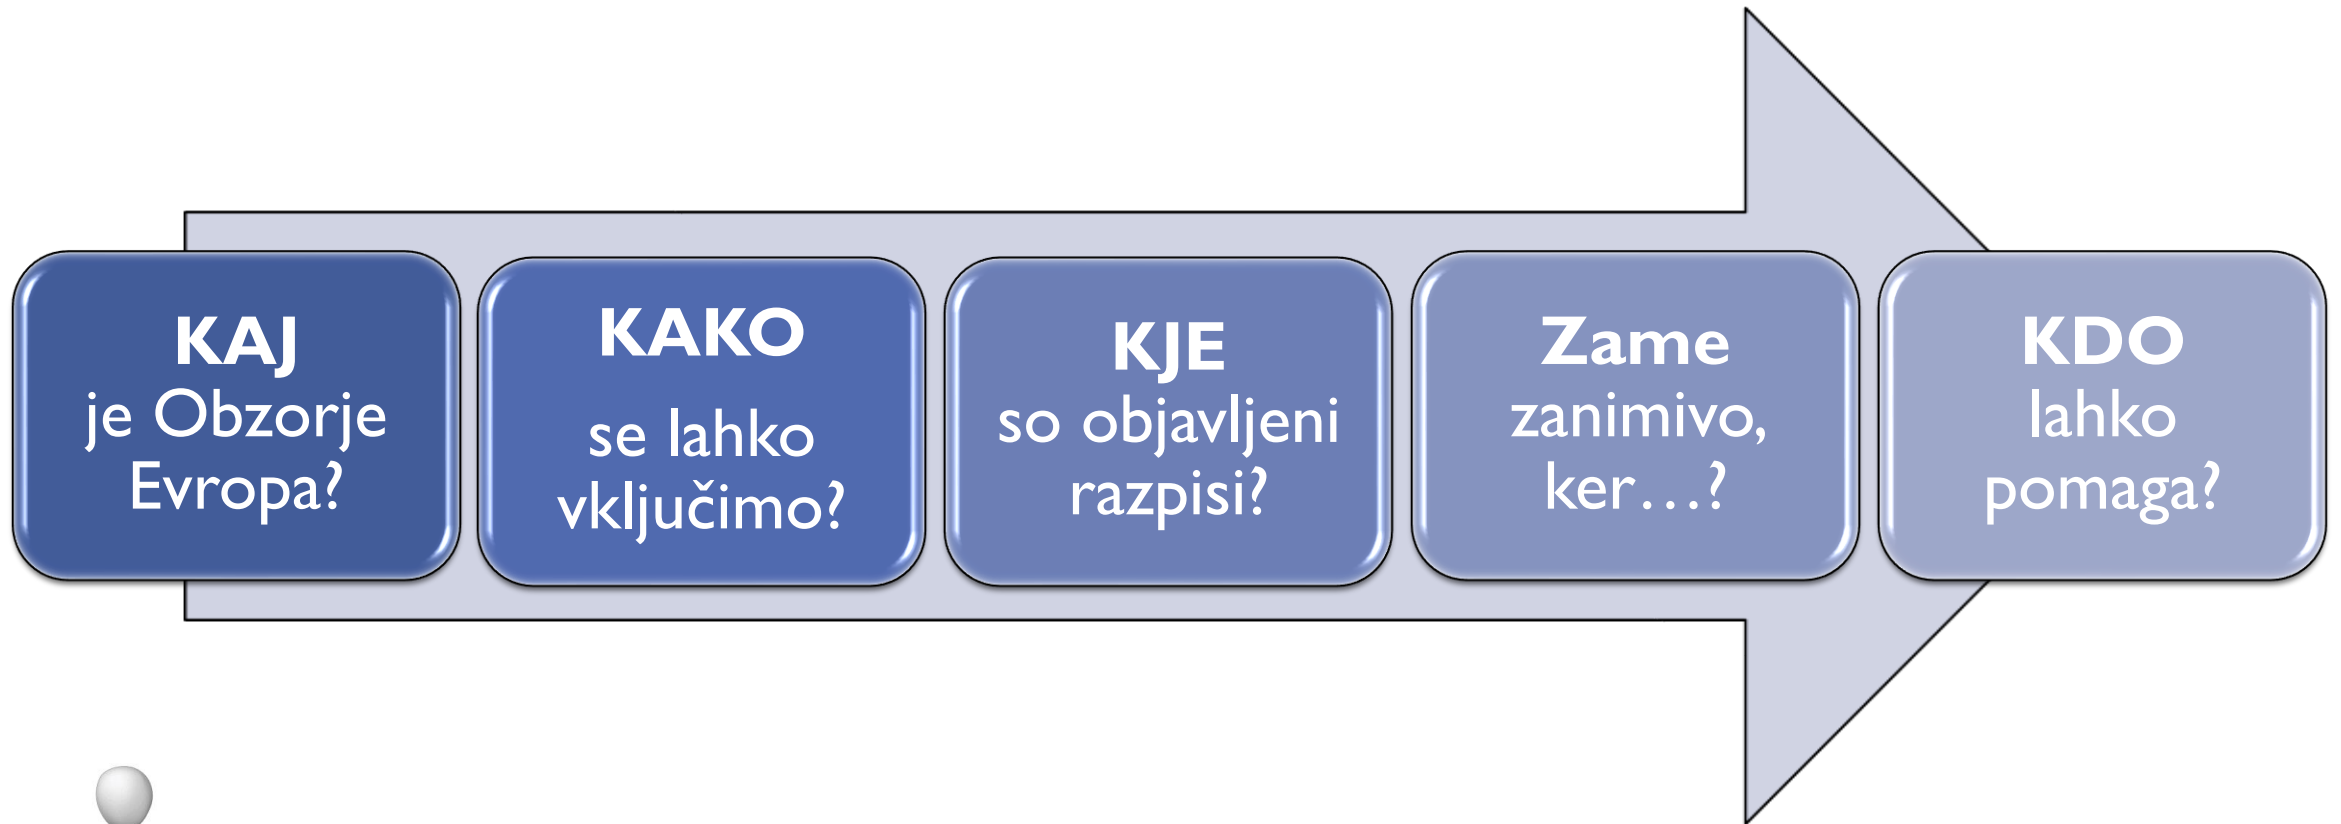 KAJ
je Obzorje
Evropa?
KAKO
se lahko
vključimo?
KJE
so objavljeni
razpisi?
Zame
zanimivo,
ker…?
KDO
lahko
pomaga?